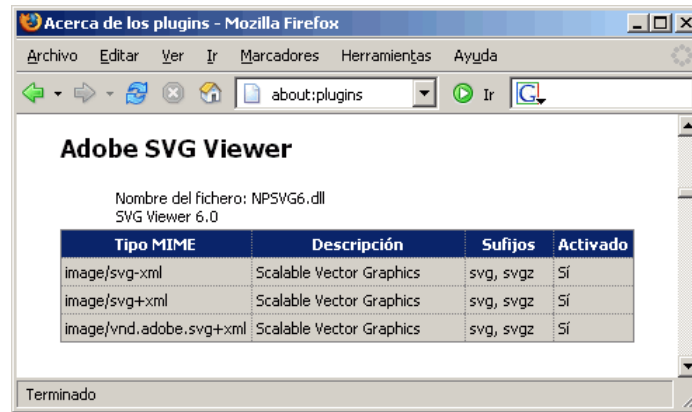 Acerca de los plugins - Mozilla Firefox
Archivo Editar Ver Ir Marcadores Herramientas Ayuda
about:plugins Ir G
Adobe SVG Viewer
Nombre del fichero: NPSVG6.dll
SVG Viewer 6.0
Tipo MIME Descripción Sufijos Activado
image/svg-xml Scalable Vector Graphics svg, svgz Sí
image/svg+xml Scalable Vector Graphics svg, svgz Sí
image/vnd.adobe.svg+xml Scalable Vector Graphics svg, svgz Sí
Terminado